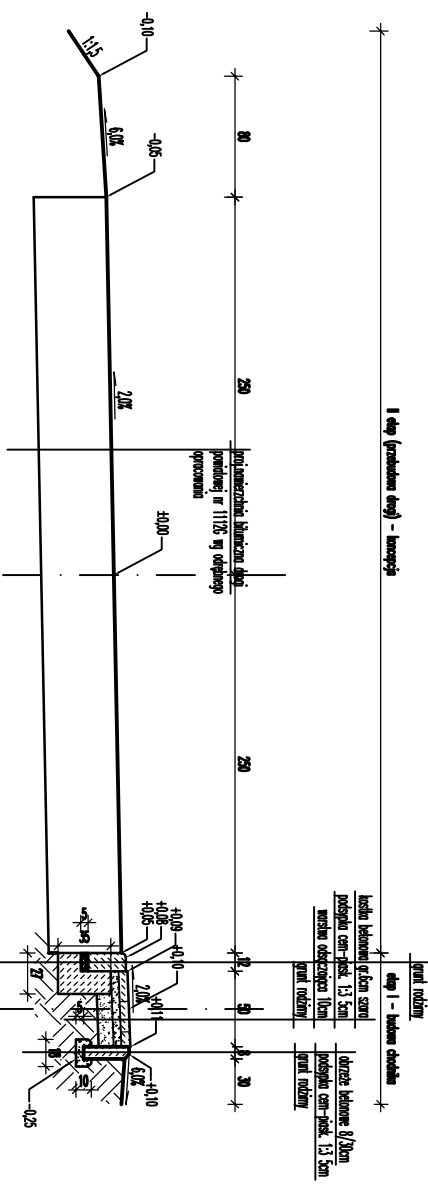 II etap (przebudowa drogi) - koncepcja
etap I - budowa chodnika
80
250
250
12
50
8
30
proj.nawierzchnia bitumiczna drogi
powiatowej nr 1112G wg odrębnego
opracowania
grunt rodzimy
kostka betonowa gr.6cm szara
podsypka cem-piask. 1:3 5cm
warstwa odsączająca 10cm
grunt rodzimy
obrzeże betonowe 8/30cm
podsypka cem-piask. 1:3 5cm
grunt rodzimy
-0,10
1:1,5
6,0%
-0,05
2,0%
±0,00
+0,05
+0,08
+0,09
+0,10
2,0%
+0,11
+0,10
6,0%
-0,25
5
35
27
5
18
10